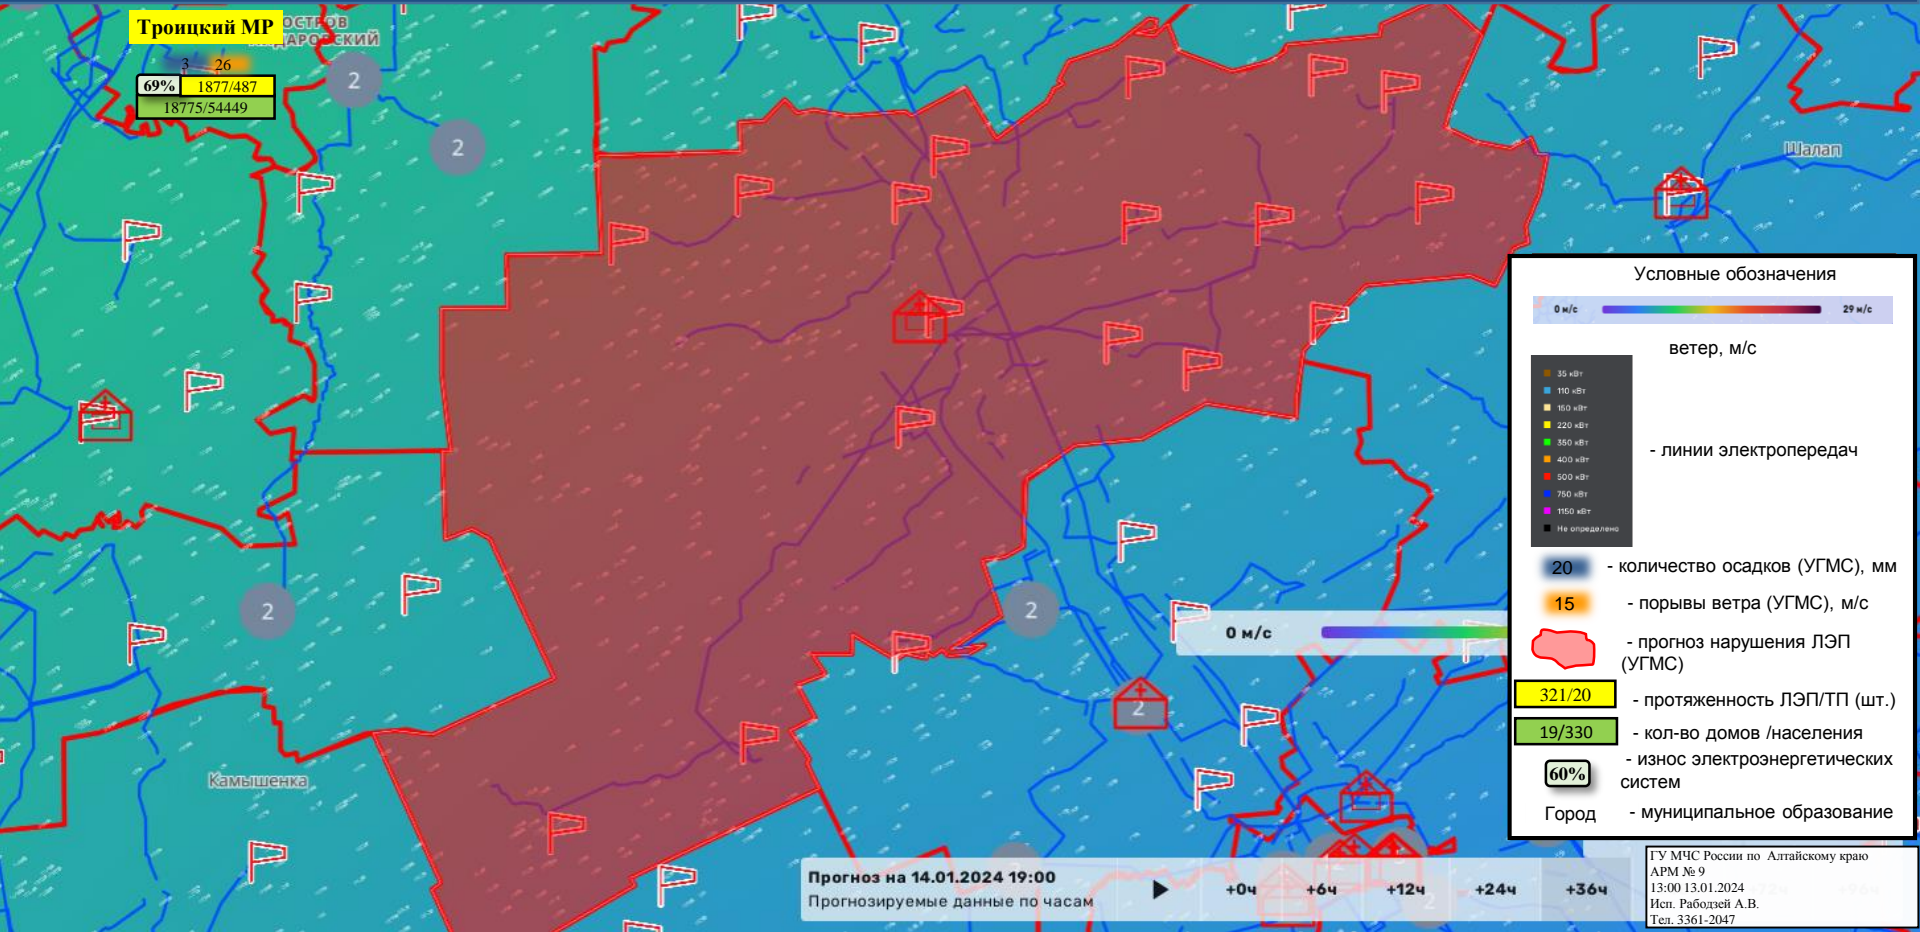 Троицкий МР
3 26
69% 1877/487
18775/54449
2
2
Шалап
Условные обозначения
0 м/с 29 м/с
ветер, м/с
35 кВт
110 кВт
150 кВт
220 кВт
350 кВт
400 кВт
500 кВт
750 кВт
1150 кВт
Не определено
- линии электропередач
20 - количество осадков (УГМС), мм
15 - порывы ветра (УГМС), м/с
- прогноз нарушения ЛЭП
(УГМС)
321/20 - протяженность ЛЭП/ТП (шт.)
19/330 - кол-во домов /населения
60% - износ электроэнергетических
систем
Город - муниципальное образование
2
2
0 м/с
2
Камышенка
Прогноз на 14.01.2024 19:00
Прогнозируемые данные по часам
+0ч +6ч +12ч +24ч +36ч
2
ГУ МЧС России по Алтайскому краю
АРМ № 9
13:00 13.01.2024
Исп. Рабодзей А.В.
Тел. 3361-2047